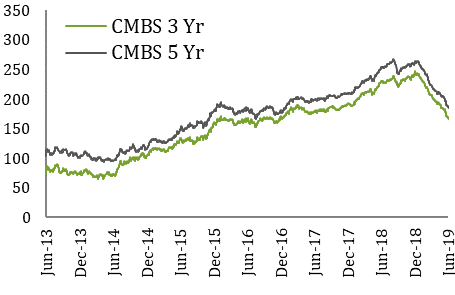 350
300
250
200
150
100
50
0
CMBS 3 Yr
CMBS 5 Yr
Jun-13
Dec-13
Jun-14
Dec-14
Jun-15
Dec-15
Jun-16
Dec-16
Jun-17
Dec-17
Jun-18
Dec-18
Jun-19